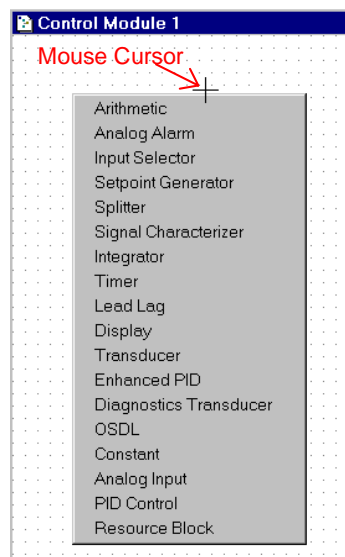 Control Module 1
Mouse Cursor
Arithmetic
Analog Alarm
Input Selector
Setpoint Generator
Splitter
Signal Characterizer
Integrator
Timer
Lead Lag
Display
Transducer
Enhanced PID
Diagnostics Transducer
OSDL
Constant
Analog Input
PID Control
Resource Block